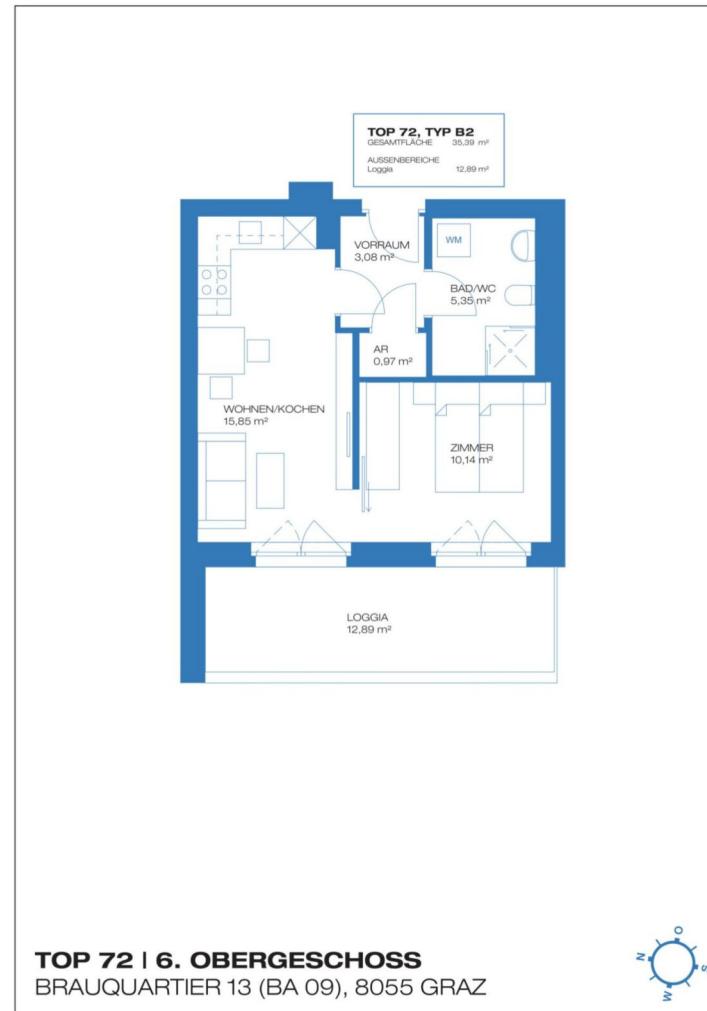 TOP 72, TYP B2
GESAMTFLÄCHE 35,39 m²
AUSSENBEREICHE
Loggia 12,89 m²
VORRAUM
3,08 m²
WM
BAD/WC
5,35 m²
AR
0,97 m²
WOHNEN/KOCHEN
15,85 m²
ZIMMER
10,14 m²
LOGGIA
12,89 m²
TOP 72 | 6. OBERGESCHOSS
BRAUQUARTIER 13 (BA 09), 8055 GRAZ
O
N
S
W